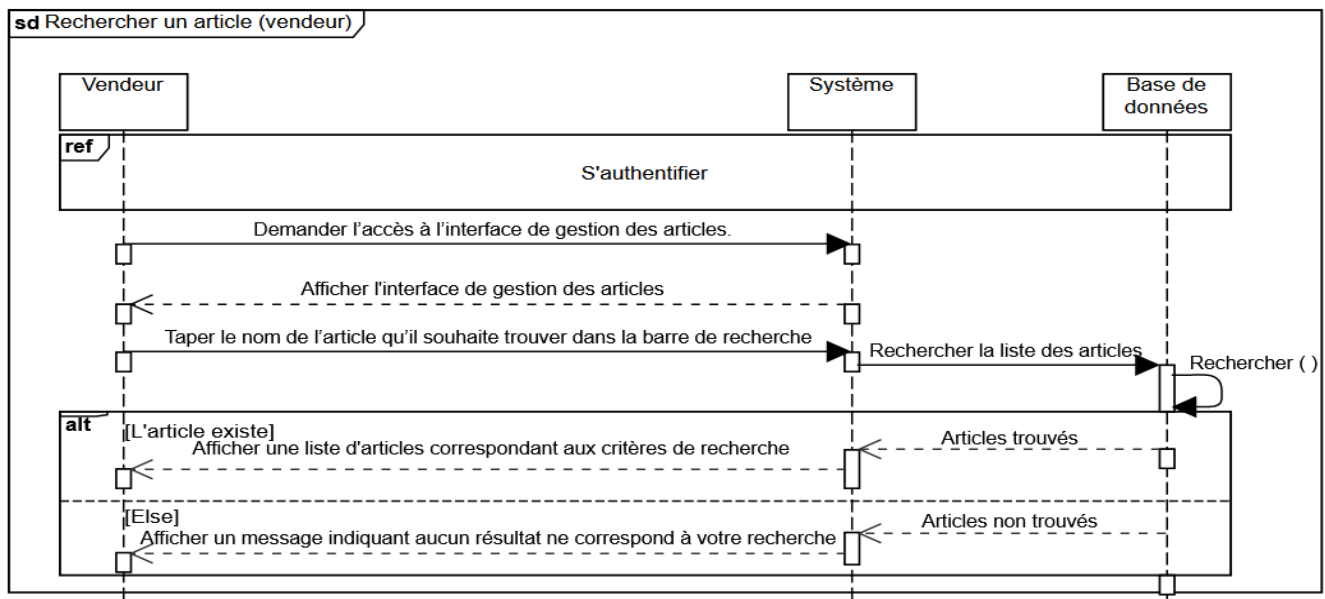 sd Rechercher un article (vendeur)
Vendeur
Système
Base de
données
ref
S'authentifier
Demander l’accès à l’interface de gestion des articles.
Afficher l'interface de gestion des articles
Taper le nom de l’article qu’il souhaite trouver dans la barre de recherche
Rechercher la liste des articles
Rechercher ( )
alt
[L'article existe]
Afficher une liste d'articles correspondant aux critères de recherche
Articles trouvés
[Else]
Articles non trouvés
Afficher un message indiquant aucun résultat ne correspond à votre recherche